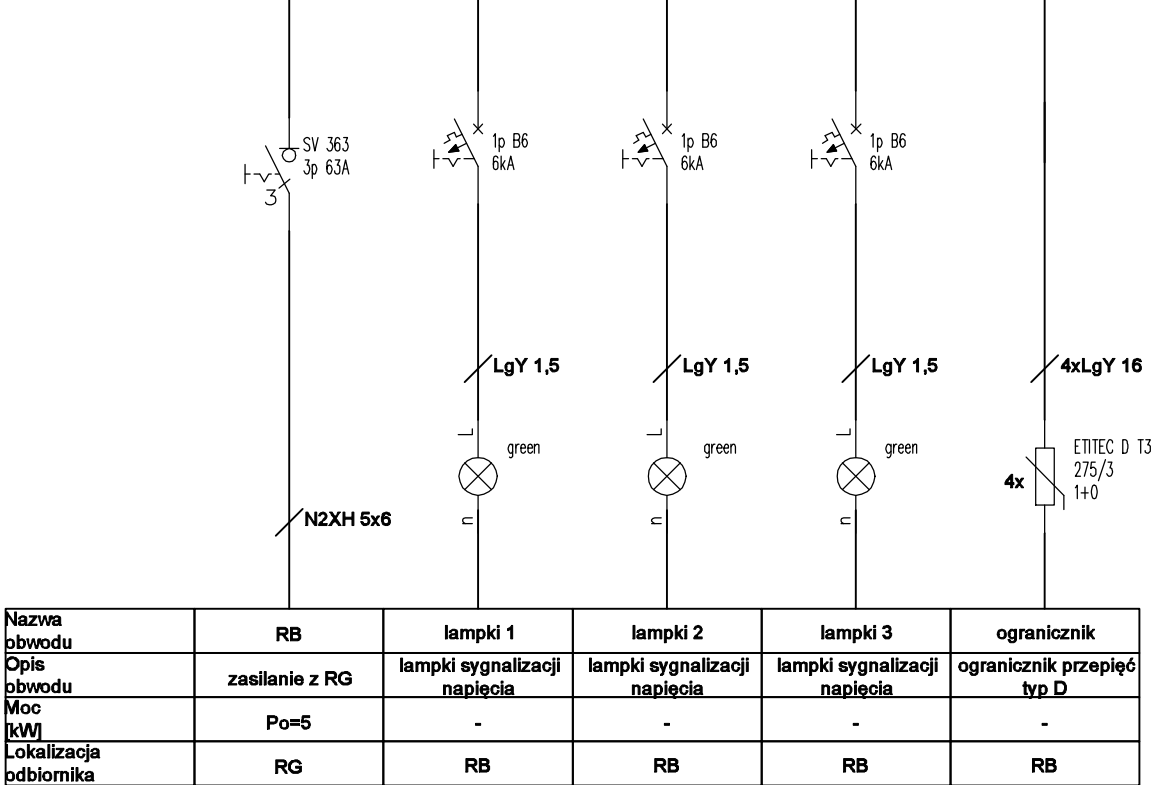 SV 363
3p 63A
3
1p B6
6kA
1p B6
6kA
1p B6
6kA
LgY 1,5
LgY 1,5
LgY 1,5
4xLgY 16
L
green
n
L
green
n
L
green
n
4x
ETITEC D T3
275/3
1+0
N2XH 5x6
Nazwa
obwodu
RB
lampki 1
lampki 2
lampki 3
ogranicznik
Opis
obwodu
zasilanie z RG
lampki sygnalizacji
napięcia
lampki sygnalizacji
napięcia
lampki sygnalizacji
napięcia
ogranicznik przepięć
typ D
Moc
[kW]
Po=5
-
-
-
-
Lokalizacja
odbiornika
RG
RB
RB
RB
RB